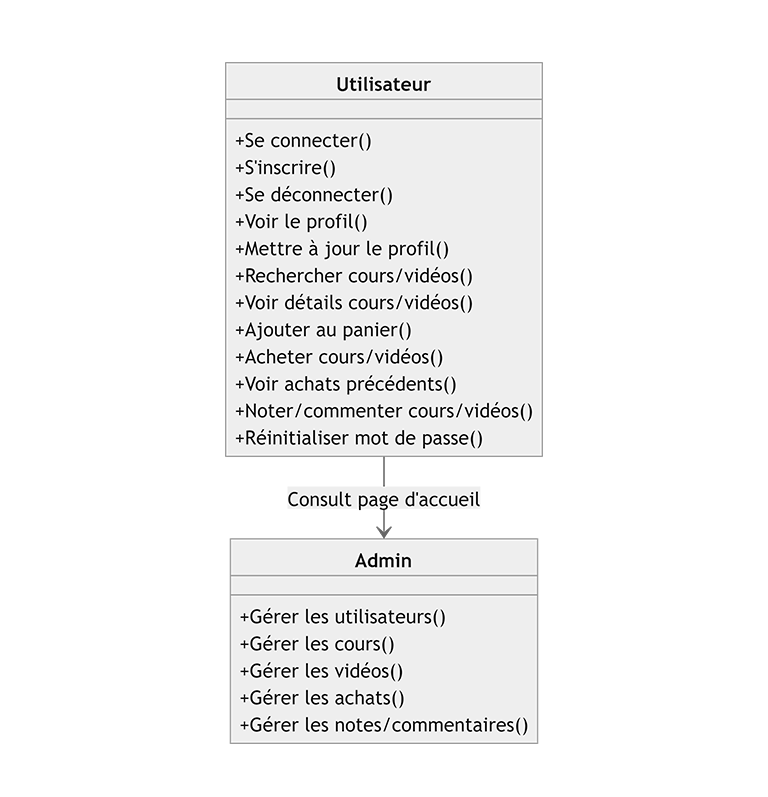 Utilisateur
+Se connecter()
+S'inscrire()
+Se déconnecter()
+Voir le profil()
+Mettre à jour le profil()
+Rechercher cours/vidéos()
+Voir détails cours/vidéos()
+Ajouter au panier()
+Acheter cours/vidéos()
+Voir achats précédents()
+Noter/commenter cours/vidéos()
+Réinitialiser mot de passe()
Consult page d'accueil
Admin
+Gérer les utilisateurs()
+Gérer les cours()
+Gérer les vidéos()
+Gérer les achats()
+Gérer les notes/commentaires()